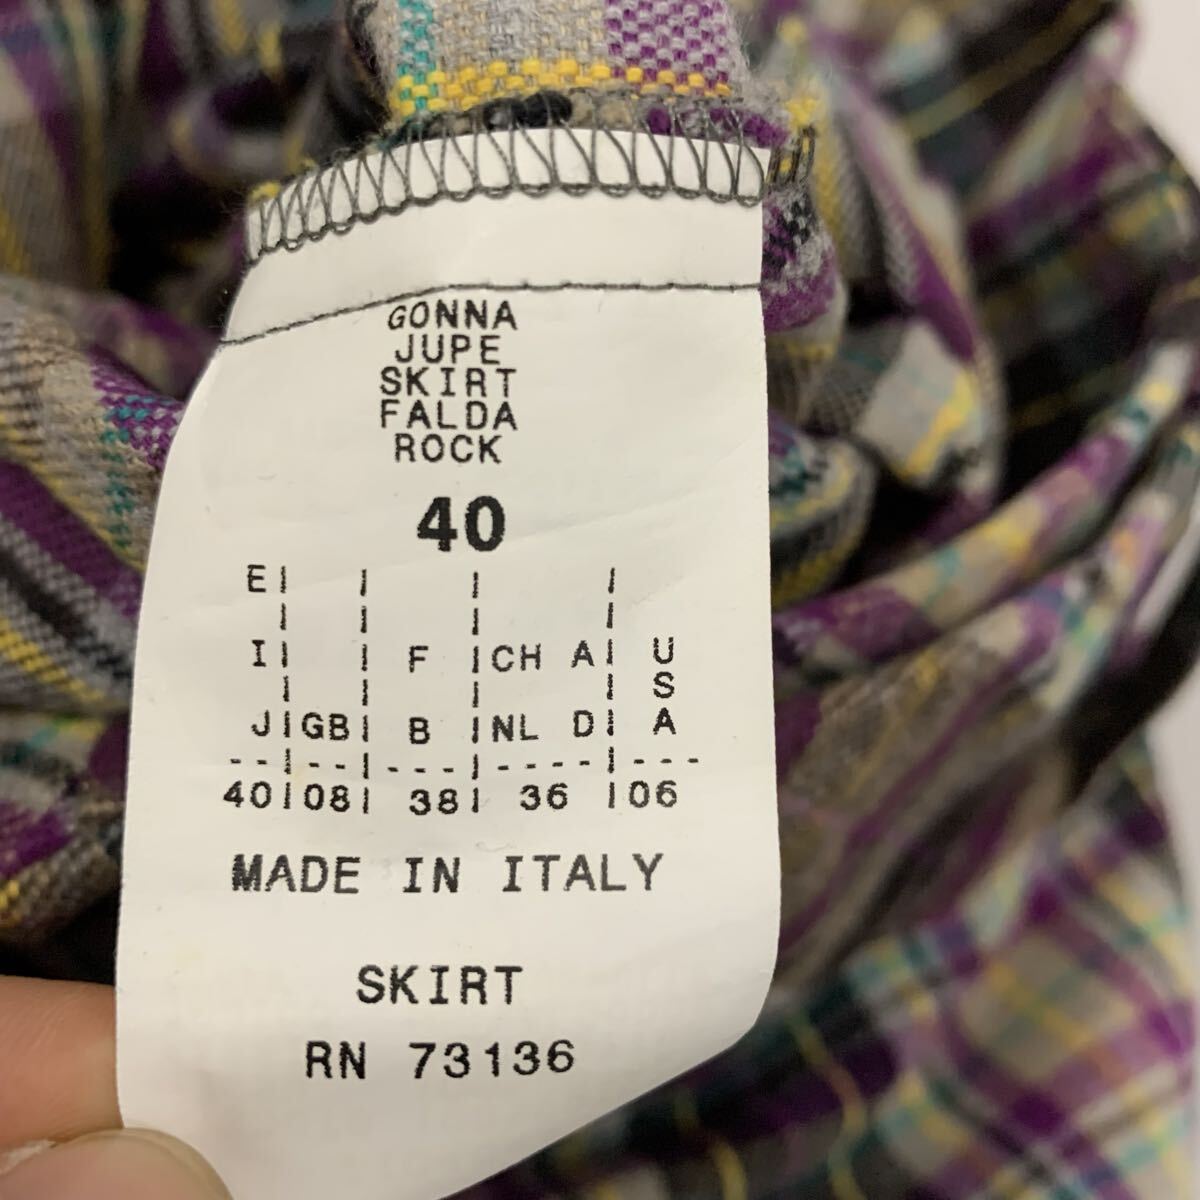 GONNA
JUPE
SKIRT
FALDA
ROCK
40
E
I F CH A U
S
J GB B NL D A
40 08 38 36 06
MADE IN ITALY
SKIRT
RN 73136